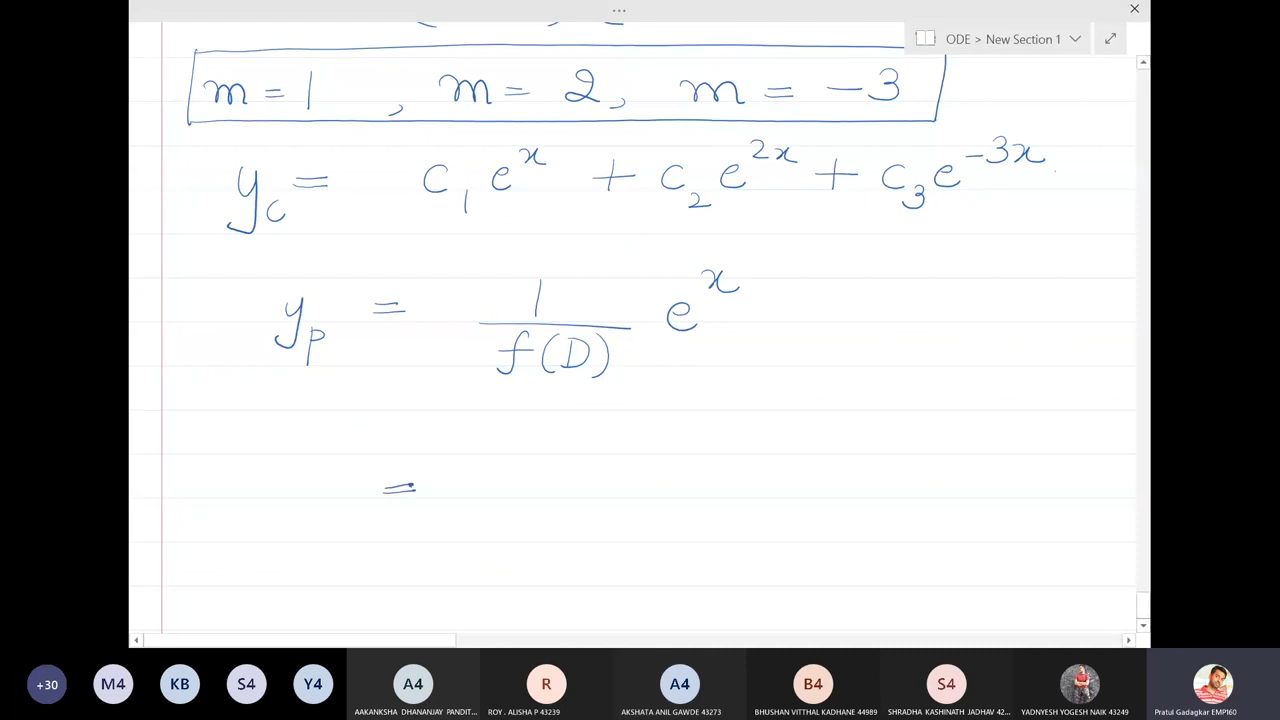 ODE > New Section 1
m = 1 , m = 2, m = -3
y_c = c_1 e^x + c_2 e^{2x} + c_3 e^{-3x}
y_p = \frac{1}{f(D)} e^x
=
+30 M4 KB S4 Y4 A4 R A4 B4 S4
AAKANKSHA DHANANJAY PANDIT... ROY . ALISHA P 43239 AKSHATA ANIL GAWDE 43273 BHUSHAN VITTHAL KADHANE 44989 SHRADHA KASHINATH JADHAV 42... YADNYESH YOGESH NAIK 43249 Pratul Gadagkar EMP160